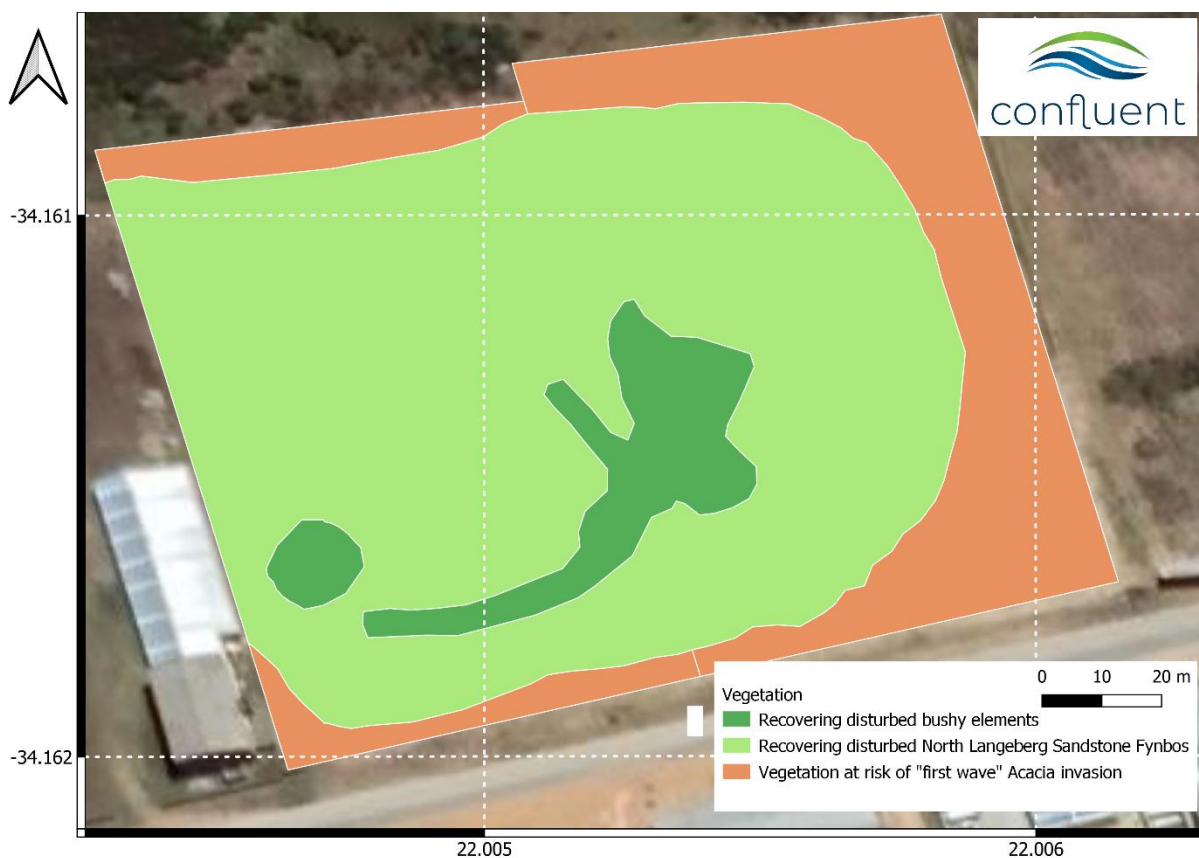 confluent
-34.161
Vegetation
0 10 20 m
Recovering disturbed bushy elements
Recovering disturbed North Langeberg Sandstone Fynbos
Vegetation at risk of "first wave" Acacia invasion
-34.162
22.005 22.006